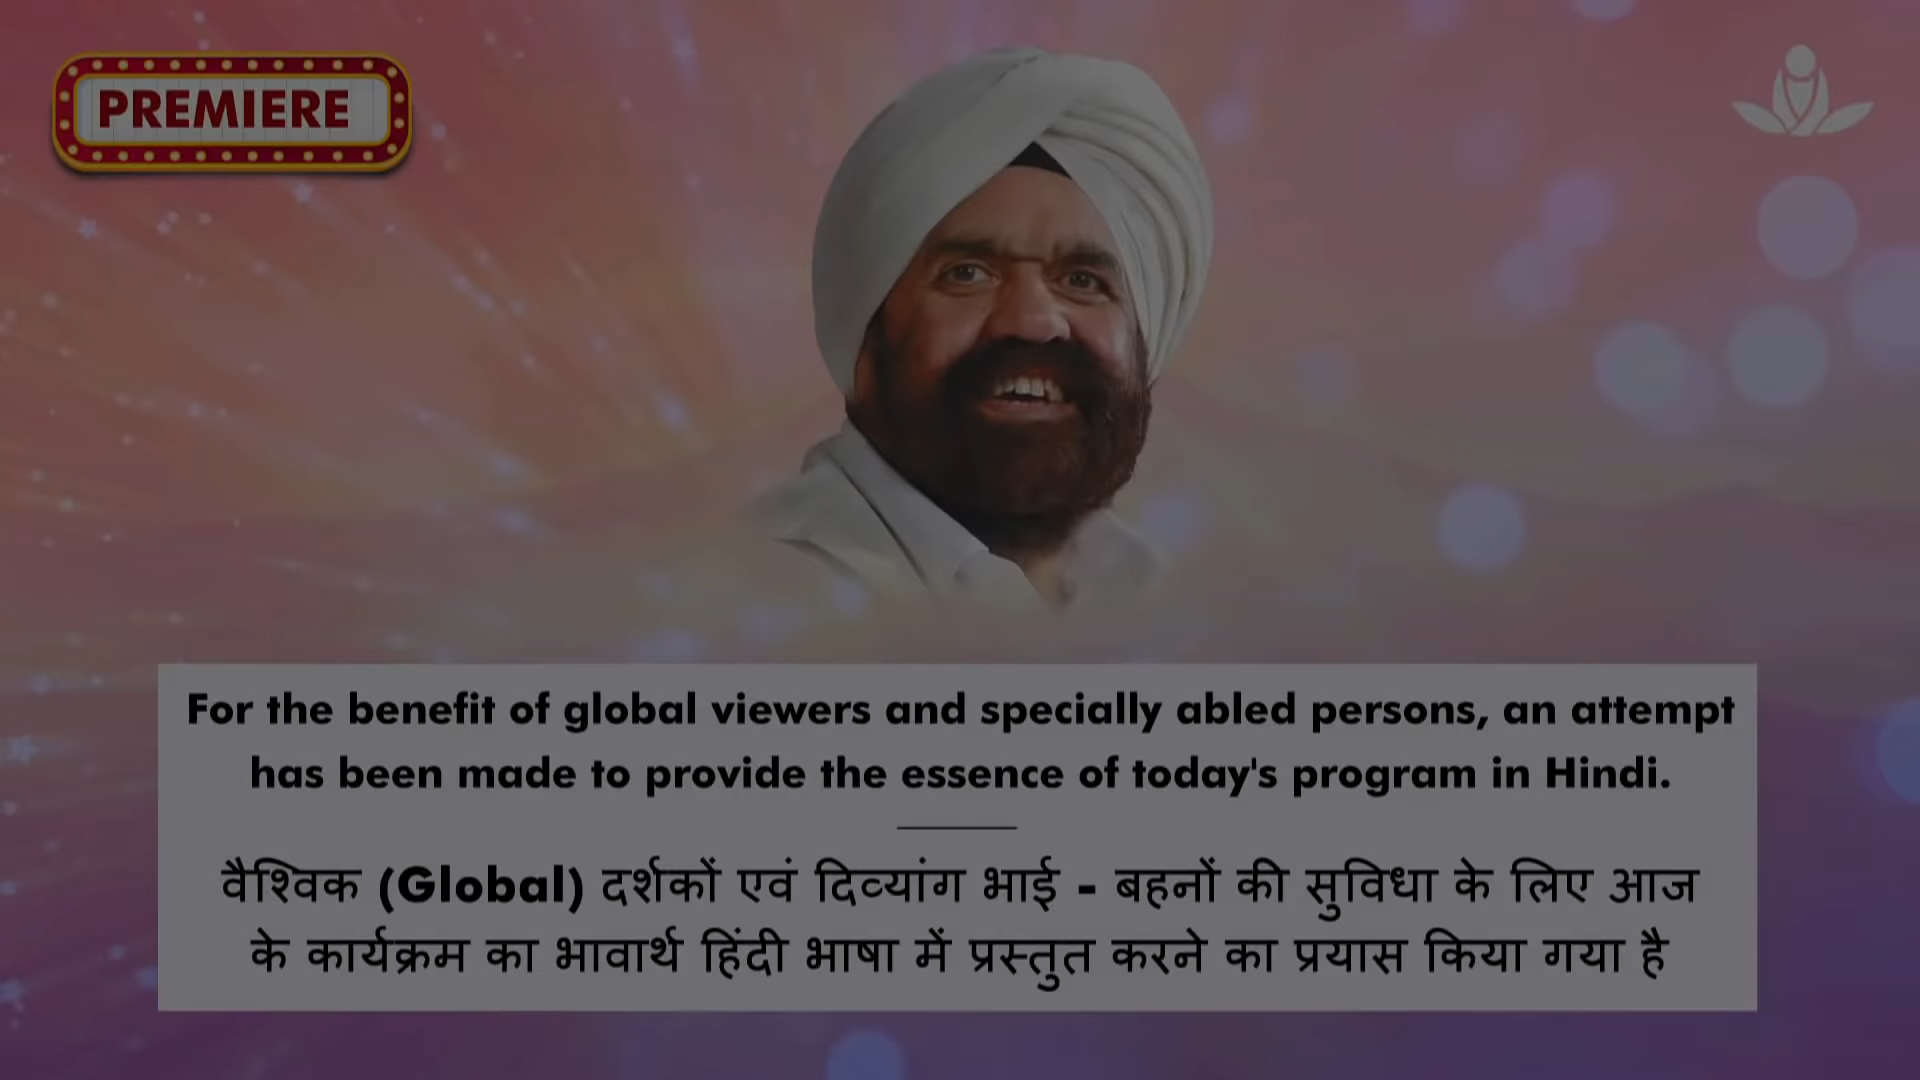 PREMIERE
For the benefit of global viewers and specially abled persons, an attempt
has been made to provide the essence of today's program in Hindi.
वैश्विक (Global) दर्शकों एवं दिव्यांग भाई - बहनों की सुविधा के लिए आज
के कार्यक्रम का भावार्थ हिंदी भाषा में प्रस्तुत करने का प्रयास किया गया है